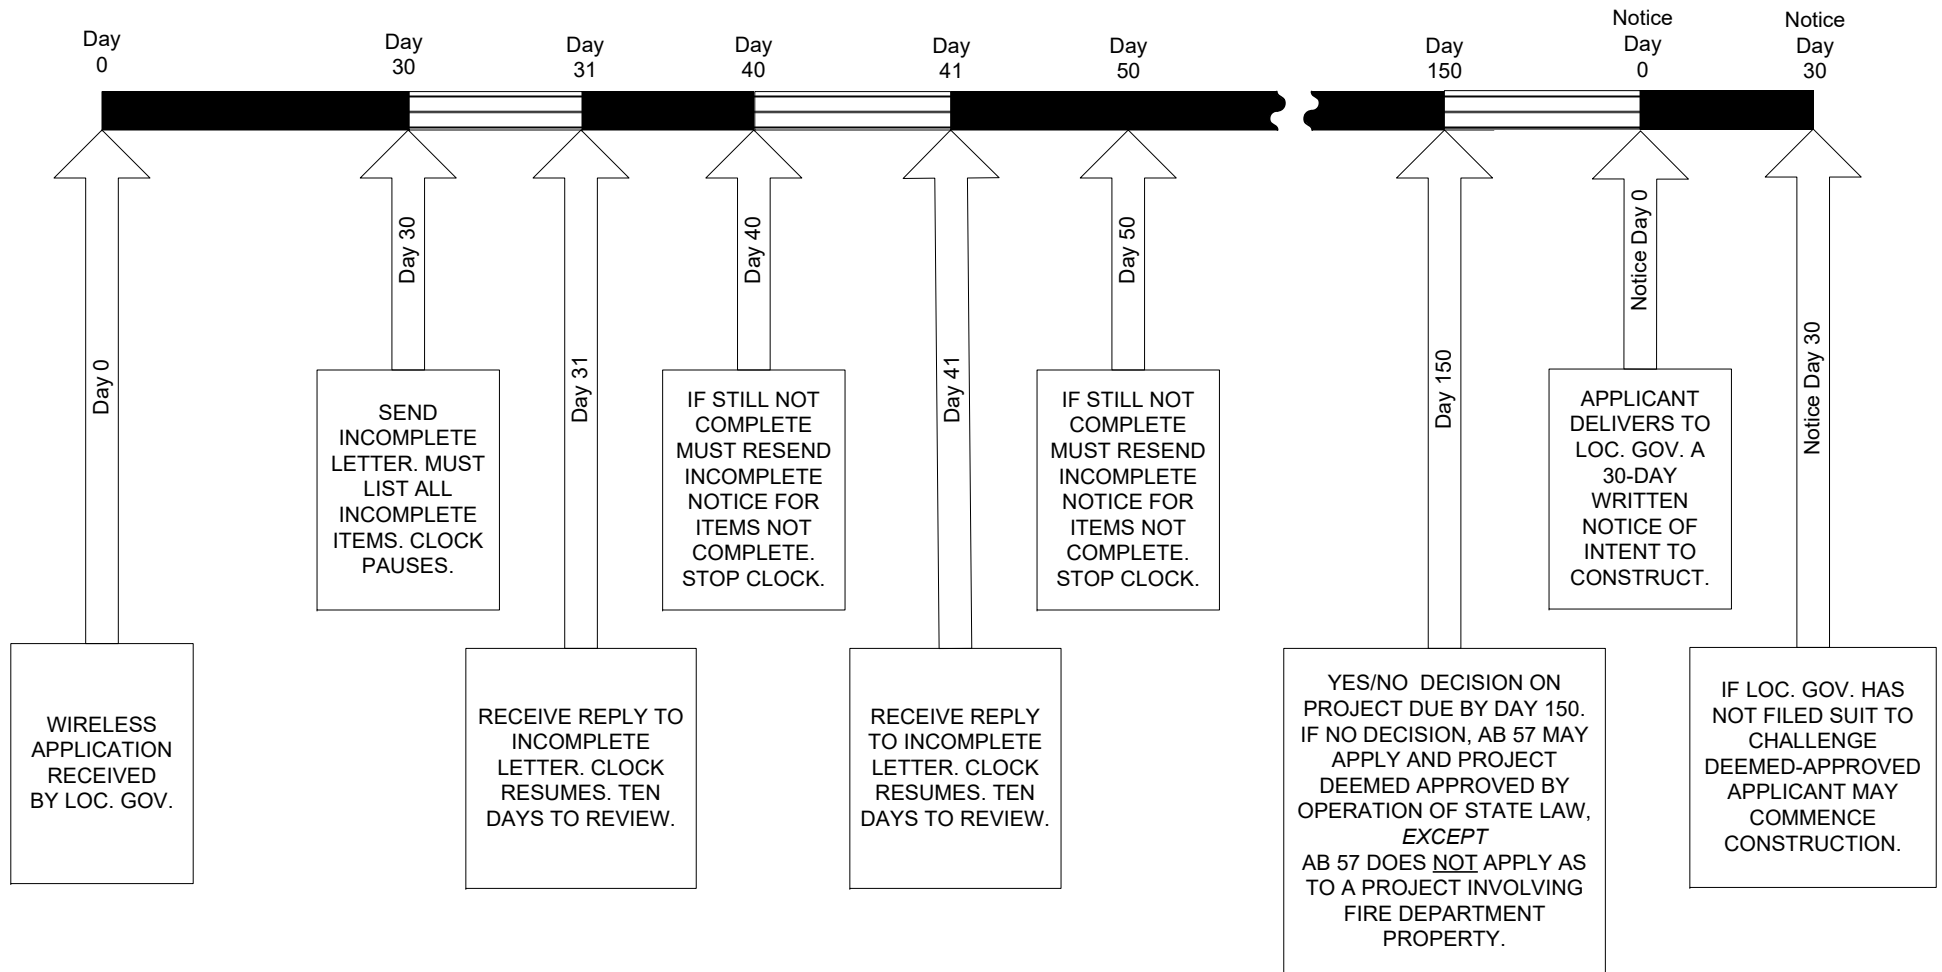 Day
0
Day
30
Day
31
Day
40
Day
41
Day
50
Day
150
Notice
Day
0
Notice
Day
30
Day 0
Day 30
Day 31
Day 40
Day 41
Day 50
Day 150
Notice Day 0
Notice Day 30
WIRELESS
APPLICATION
RECEIVED
BY LOC. GOV.
SEND
INCOMPLETE
LETTER. MUST
LIST ALL
INCOMPLETE
ITEMS. CLOCK
PAUSES.
RECEIVE REPLY TO
INCOMPLETE
LETTER. CLOCK
RESUMES. TEN
DAYS TO REVIEW.
IF STILL NOT
COMPLETE
MUST RESEND
INCOMPLETE
NOTICE FOR
ITEMS NOT
COMPLETE.
STOP CLOCK.
RECEIVE REPLY
TO INCOMPLETE
LETTER. CLOCK
RESUMES. TEN
DAYS TO REVIEW.
IF STILL NOT
COMPLETE
MUST RESEND
INCOMPLETE
NOTICE FOR
ITEMS NOT
COMPLETE.
STOP CLOCK.
YES/NO DECISION ON
PROJECT DUE BY DAY 150.
IF NO DECISION, AB 57 MAY
APPLY AND PROJECT
DEEMED APPROVED BY
OPERATION OF STATE LAW,
EXCEPT
AB 57 DOES NOT APPLY AS
TO A PROJECT INVOLVING
FIRE DEPARTMENT
PROPERTY.
APPLICANT
DELIVERS TO
LOC. GOV. A
30-DAY
WRITTEN
NOTICE OF
INTENT TO
CONSTRUCT.
IF LOC. GOV. HAS
NOT FILED SUIT TO
CHALLENGE
DEEMED-APPROVED
APPLICANT MAY
COMMENCE
CONSTRUCTION.